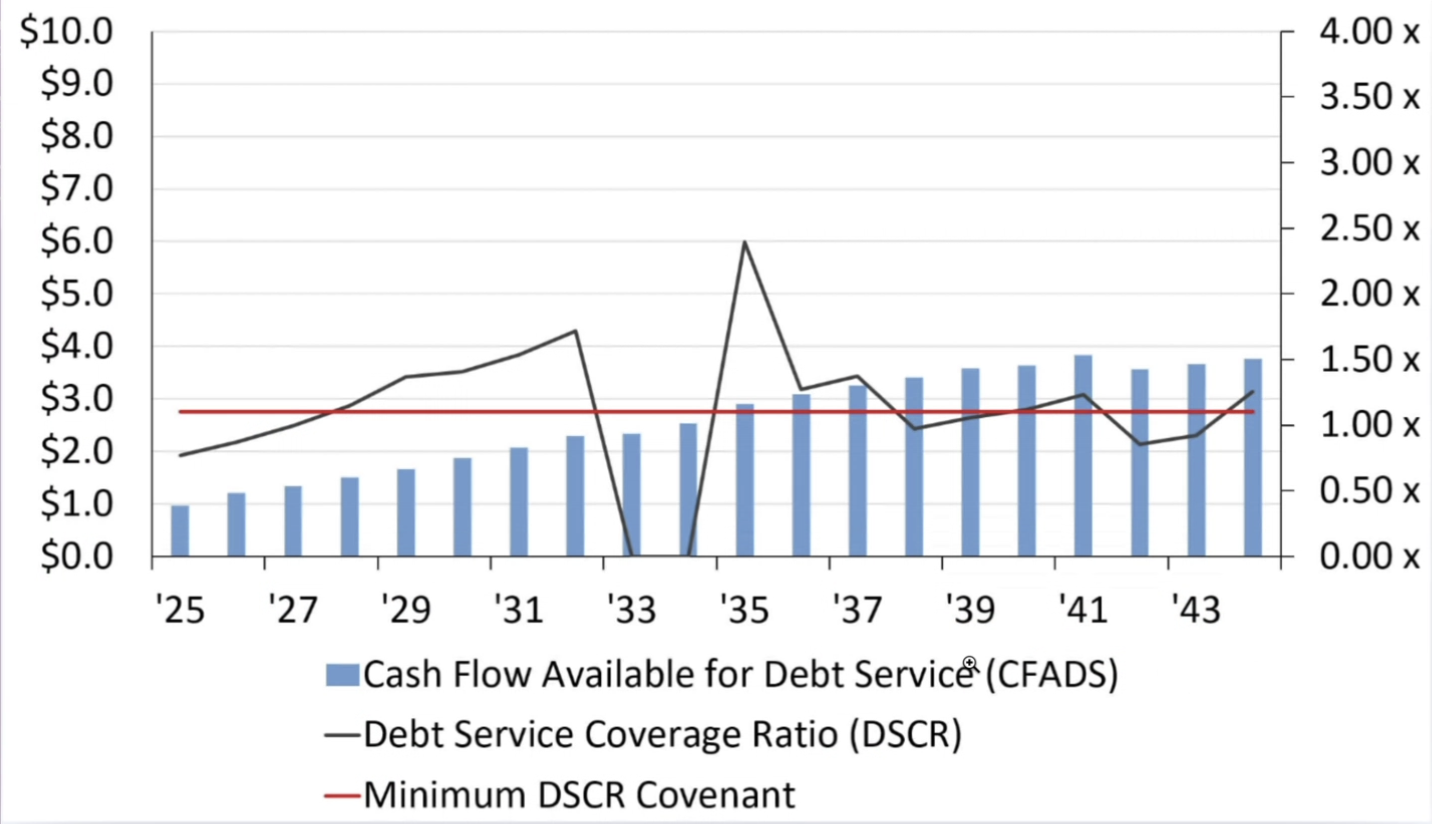 $10.0
$9.0
$8.0
$7.0
$6.0
$5.0
$4.0
$3.0
$2.0
$1.0
$0.0
4.00 x
3.50 x
3.00 x
2.50 x
2.00 x
1.50 x
1.00 x
0.50 x
0.00 x
'25 '27 '29 '31 '33 '35 '37 '39 '41 '43
Cash Flow Available for Debt Service (CFADS)
Debt Service Coverage Ratio (DSCR)
Minimum DSCR Covenant